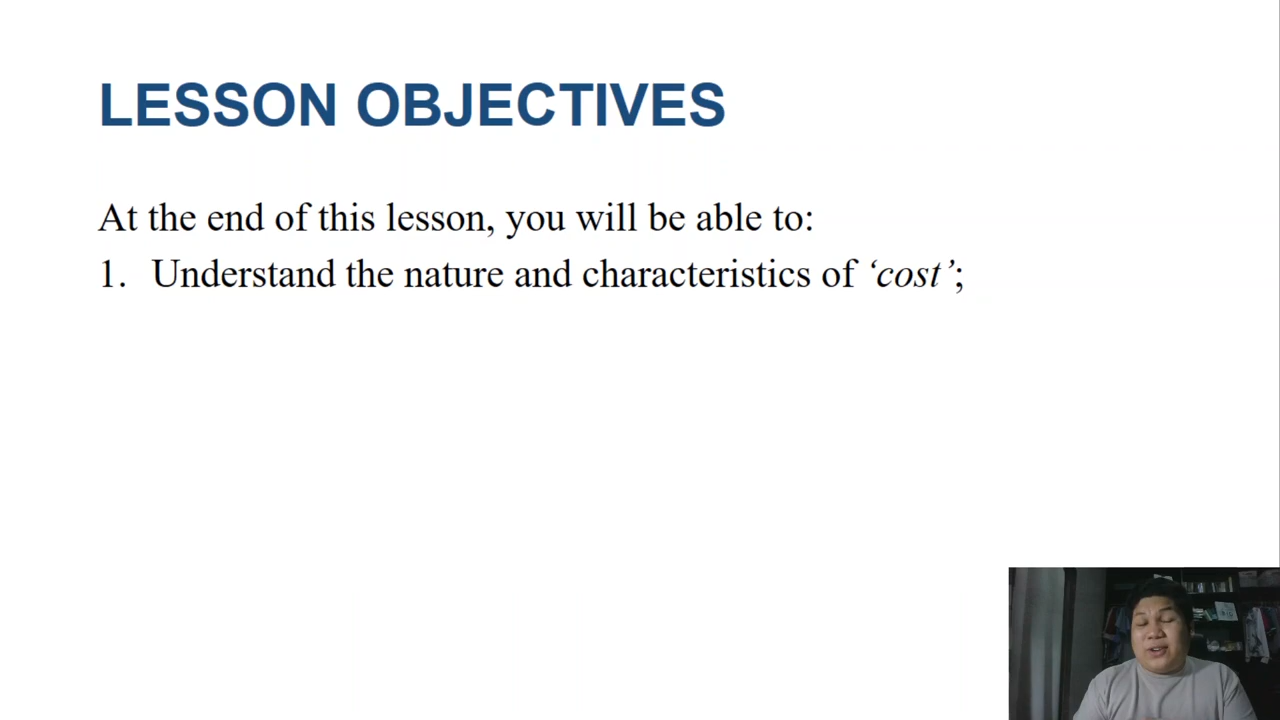 LESSON OBJECTIVES
At the end of this lesson, you will be able to:
1. Understand the nature and characteristics of ‘cost’;